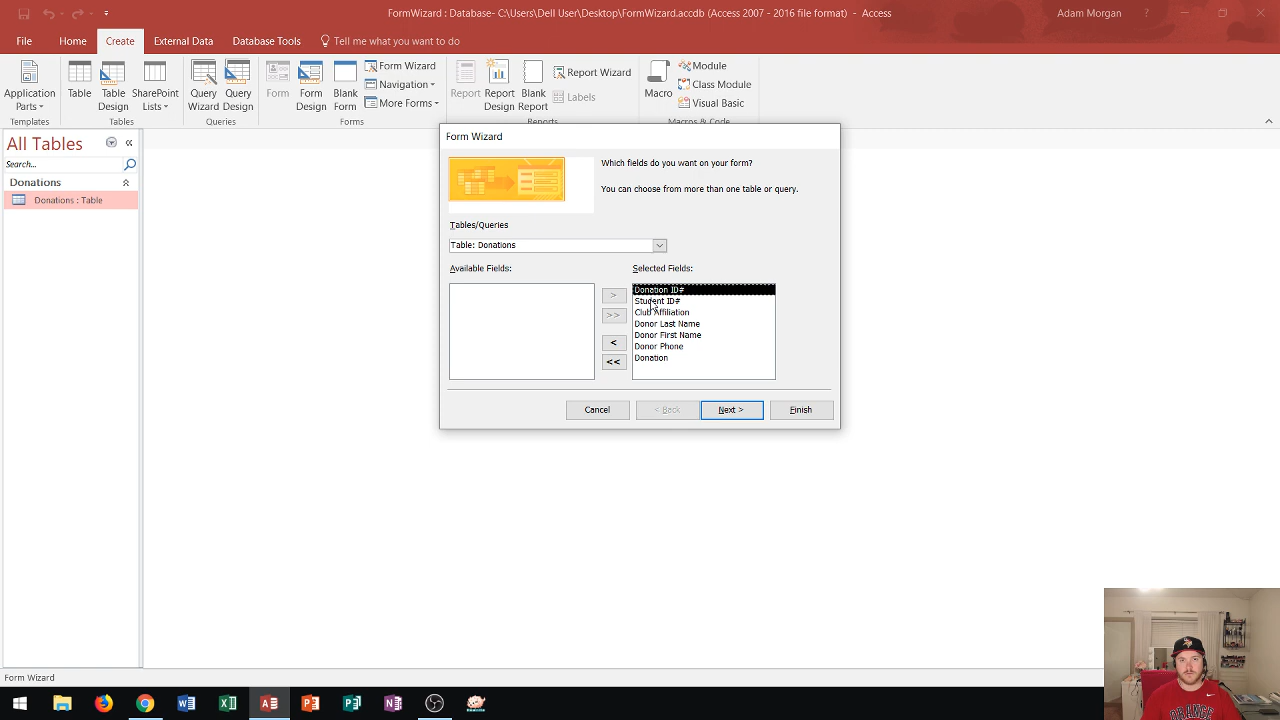 FormWizard : Database- C:\Users\Dell User\Desktop\FormWizard.accdb (Access 2007 - 2016 file format) - Access
Adam Morgan
?
File
Home
Create
External Data
Database Tools
Tell me what you want to do
Application Parts
Table
Table Design
SharePoint Lists
Query Wizard
Query Design
Form
Form Design
Blank Form
Form Wizard
Navigation
More Forms
Report
Report Design
Blank Report
Report Wizard
Labels
Macro
Module
Class Module
Visual Basic
Templates
Tables
Queries
Forms
Reports
Macros & Code
All Tables
Search...
Donations
Donations : Table
Form Wizard
Which fields do you want on your form?
You can choose from more than one table or query.
Tables/Queries
Table: Donations
Available Fields:
Selected Fields:
>
>>
<
<<
Donation ID#
Student ID#
Club Affiliation
Donor Last Name
Donor First Name
Donor Phone
Donation
Cancel
< Back
Next >
Finish
Form Wizard
ORANGE